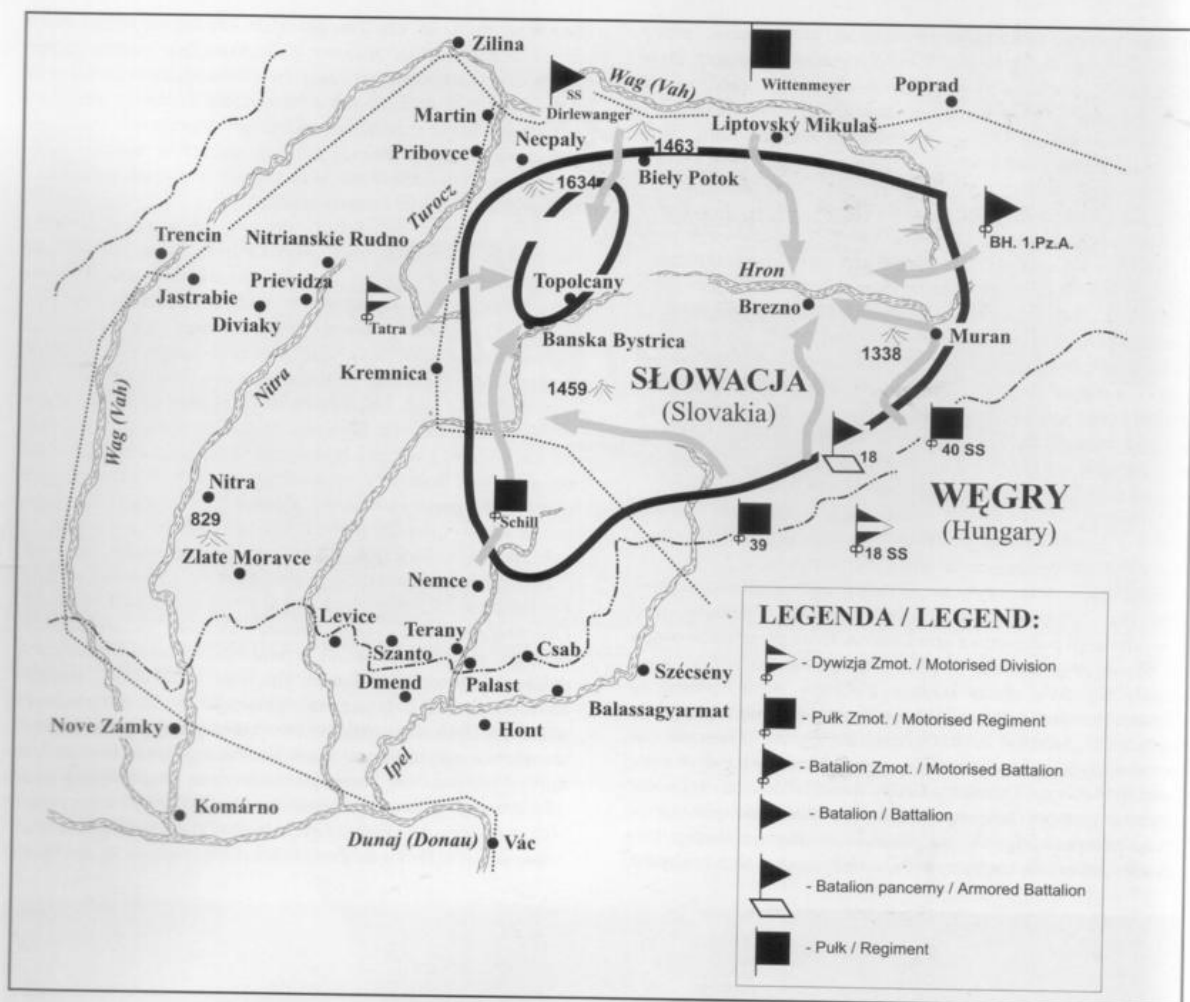 Zilina
Wag (Vah)
Wittenmeyer
Poprad
SS
Dirlewanger
Martin
Necpaly
Liptovský Mikulaš
Pribovce
1463
Biely Potok
1634
Turocz
Trencin
Nitrianskie Rudno
BH. 1.Pz.A.
Jastrabie
Prievidza
Diviaky
Tatra
Topolcany
Hron
Brezno
Banska Bystrica
1338
Muran
Kremnica
Nitra
1459
SŁOWACJA
(Slovakia)
Wag (Vah)
18
40 SS
Nitra
829
Schill
39
18 SS
WĘGRY
(Hungary)
Zlate Moravce
Nemce
Levice
Terany
Szanto
Csab
Szécsény
Dmend
Palast
Balassagyarmat
Nove Zámky
Hont
Ipel
Komárno
Dunaj (Donau)
Vác
LEGENDA / LEGEND:
- Dywizja Zmot. / Motorised Division
- Pułk Zmot. / Motorised Regiment
- Batalion Zmot. / Motorised Battalion
- Batalion / Battalion
- Batalion pancerny / Armored Battalion
- Pułk / Regiment